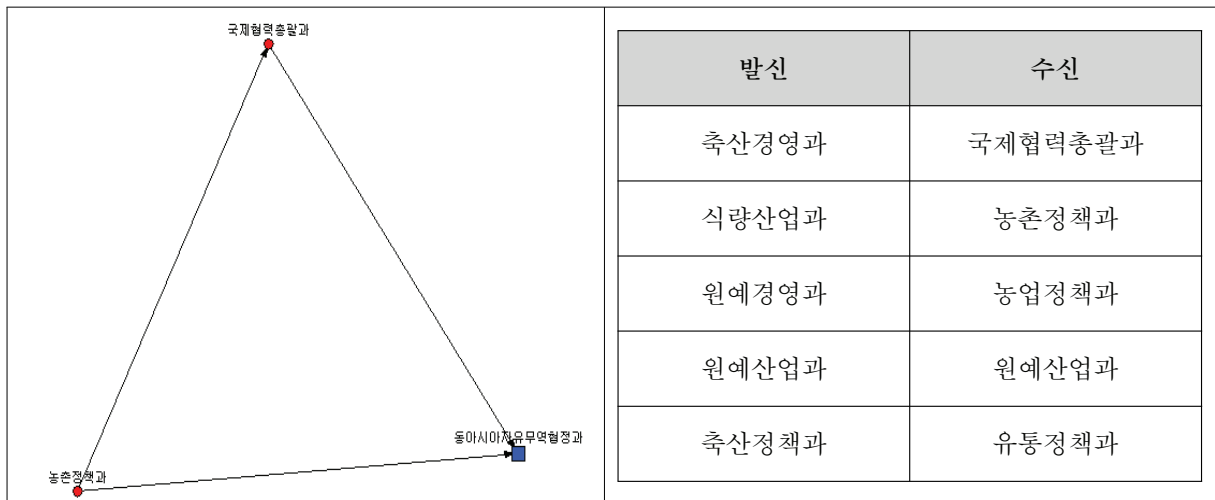 국제협력총괄과
동아시아자유무역협정과
농촌정책과
발신 수신
축산경영과 국제협력총괄과
식량산업과 농촌정책과
원예경영과 농업정책과
원예산업과 원예산업과
축산정책과 유통정책과